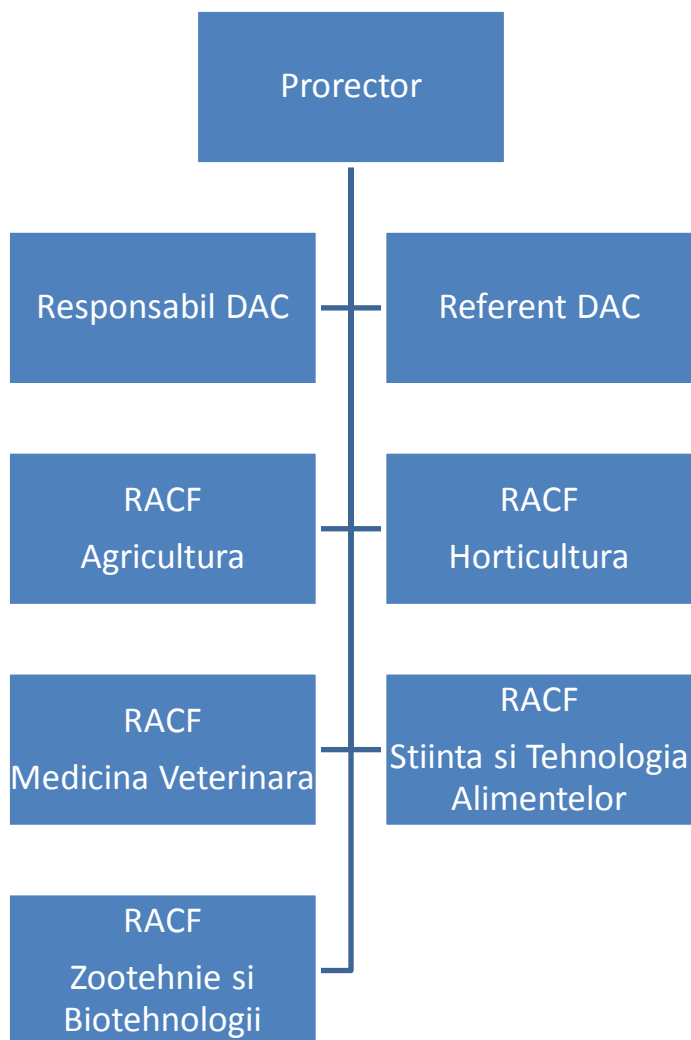 Prorector
Responsabil DAC
Referent DAC
RACF
Agricultura
RACF
Horticultura
RACF
Medicina Veterinara
RACF
Stiinta si Tehnologia
Alimentelor
RACF
Zootehnie si
Biotehnologii